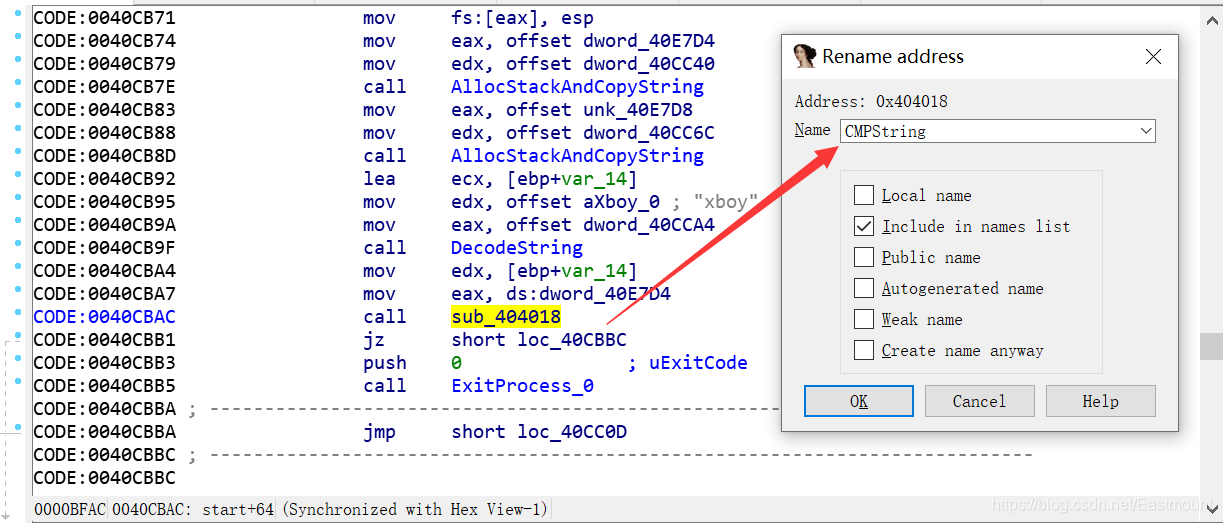 CODE:0040CB71 mov fs:[eax], esp
CODE:0040CB74 mov eax, offset dword_40E7D4
CODE:0040CB79 mov edx, offset dword_40CC40
CODE:0040CB7E call AllocStackAndCopyString
CODE:0040CB83 mov eax, offset unk_40E7D8
CODE:0040CB88 mov edx, offset dword_40CC6C
CODE:0040CB8D call AllocStackAndCopyString
CODE:0040CB92 lea ecx, [ebp+var_14]
CODE:0040CB95 mov edx, offset aXboy_0 ; "xboy"
CODE:0040CB9A mov eax, offset dword_40CCA4
CODE:0040CB9F call DecodeString
CODE:0040CBA4 mov edx, [ebp+var_14]
CODE:0040CBA7 mov eax, ds:dword_40E7D4
CODE:0040CBAC call sub_404018
CODE:0040CBB1 jz short loc_40CBBC
CODE:0040CBB3 push 0 ; uExitCode
CODE:0040CBB5 call ExitProcess_0
CODE:0040CBBA ; ---------------------------------------------------------------------------
CODE:0040CBBA jmp short loc_40CC0D
CODE:0040CBBC ; ---------------------------------------------------------------------------
CODE:0040CBBC
0000BFAC 0040CBAC: start+64 (Synchronized with Hex View-1)
Rename address
Address: 0x404018
Name CMPString
Local name
Include in names list
Public name
Autogenerated name
Weak name
Create name anyway
OK Cancel Help
https://blog.csdn.net/Eastmount